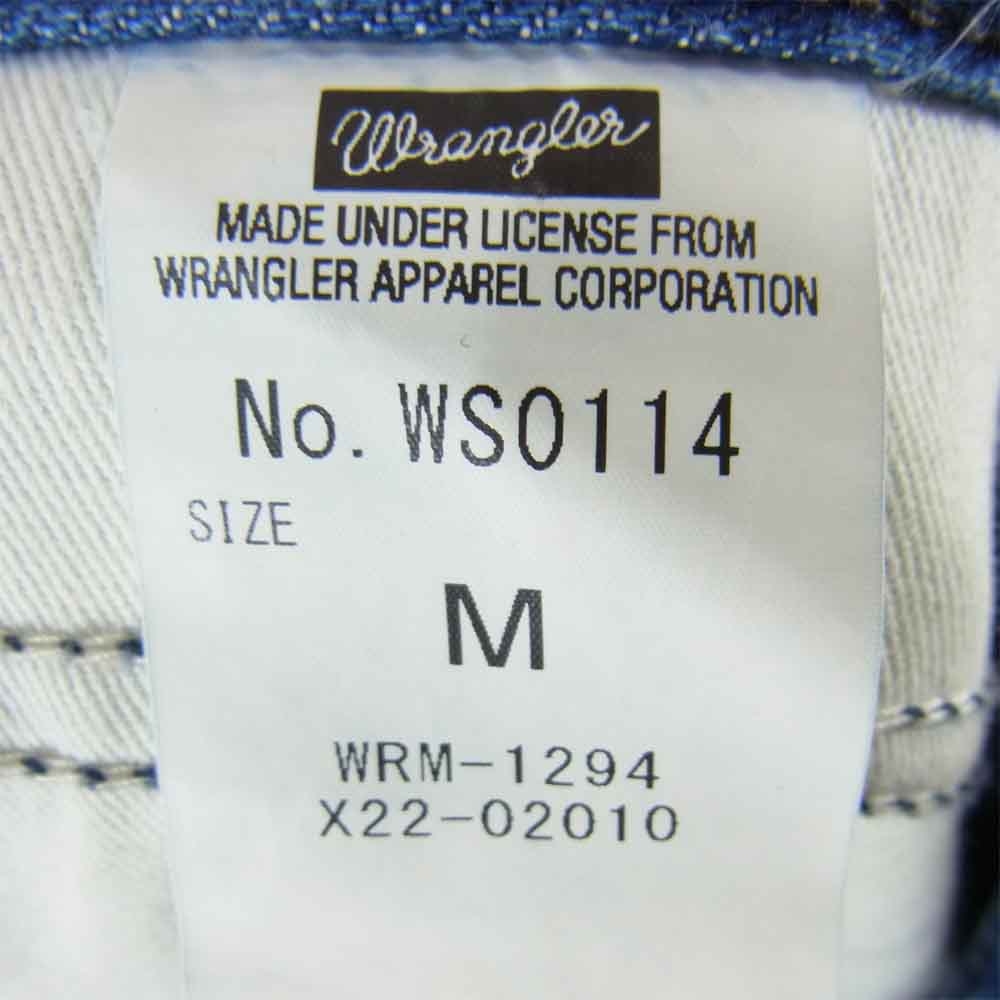 Wrangler
MADE UNDER LICENSE FROM
WRANGLER APPAREL CORPORATION
No. WS0114
SIZE
M
WRM-1294
X22-02010